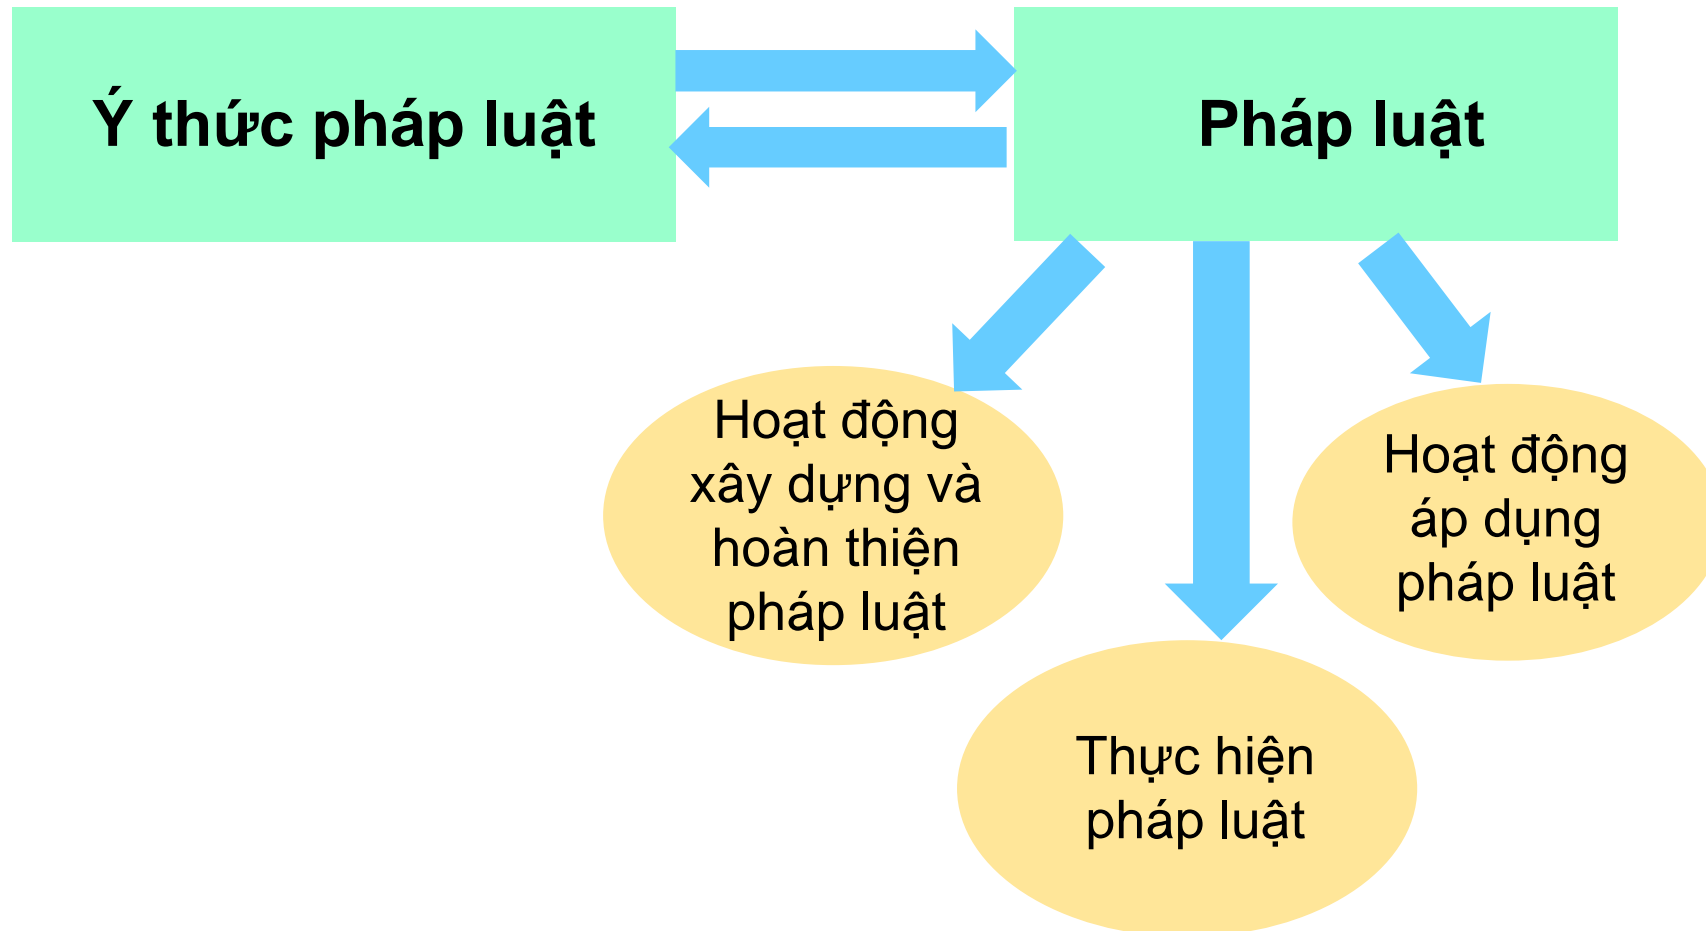 Ý thức pháp luật
Pháp luật
Hoạt động
xây dựng và
hoàn thiện
pháp luật
Hoạt động
áp dụng
pháp luật
Thực hiện
pháp luật